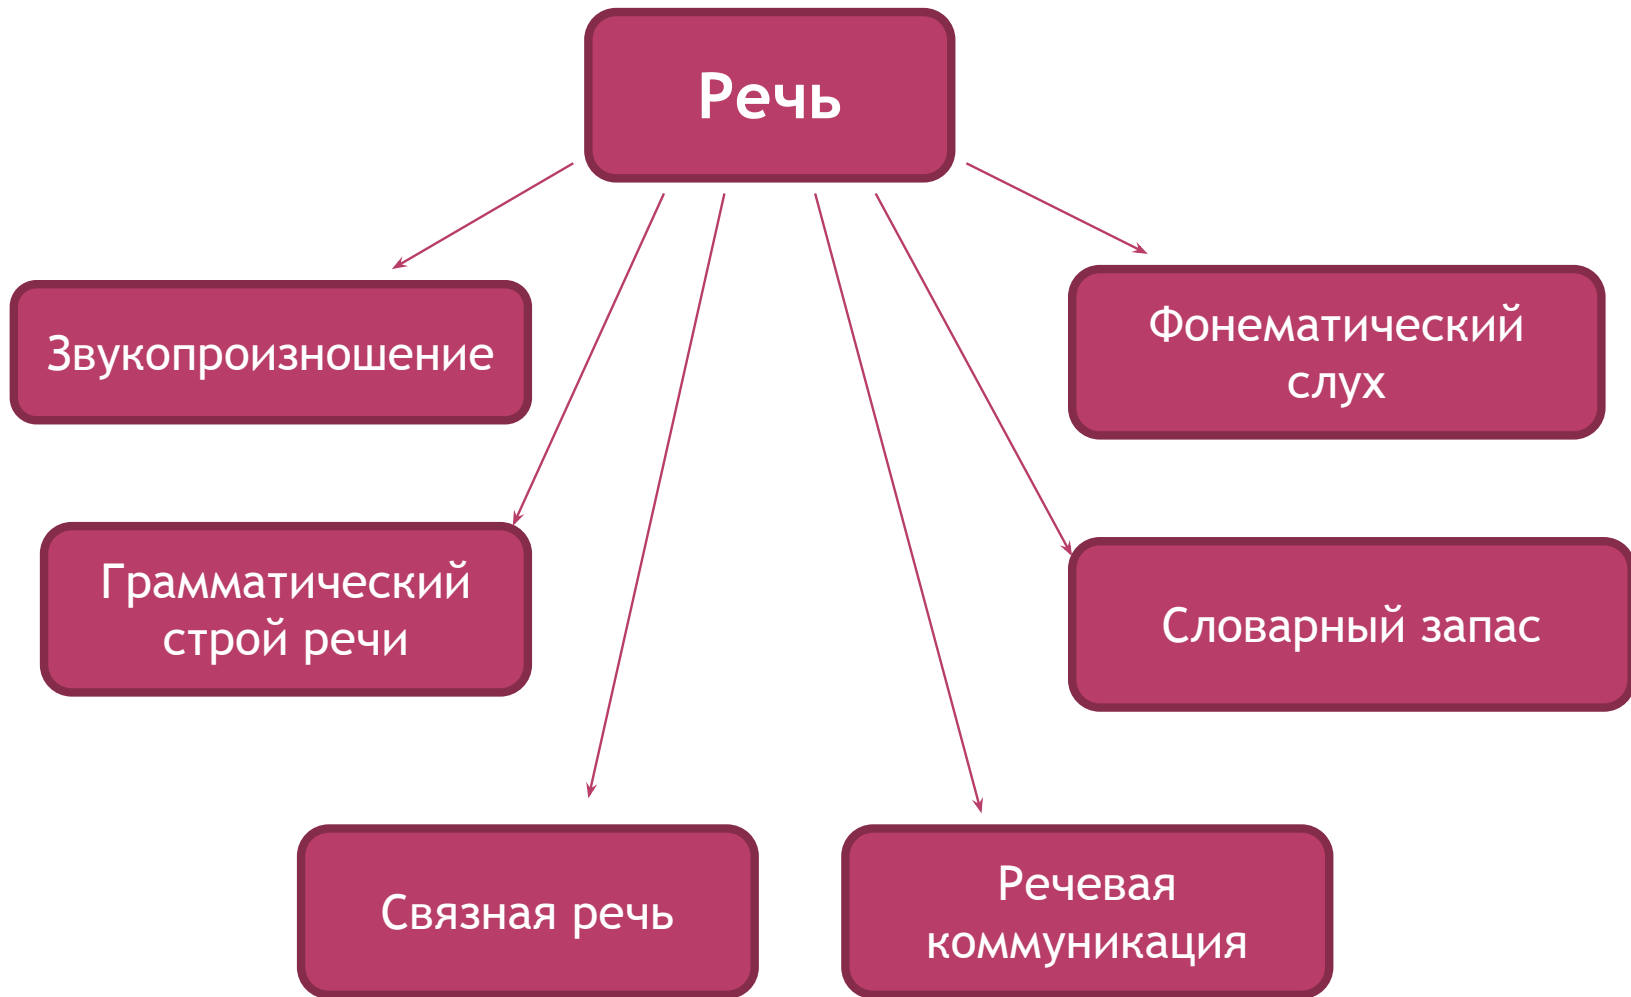 Речь
Звукопроизношение
Фонематический
слух
Грамматический
строй речи
Словарный запас
Связная речь
Речевая
коммуникация